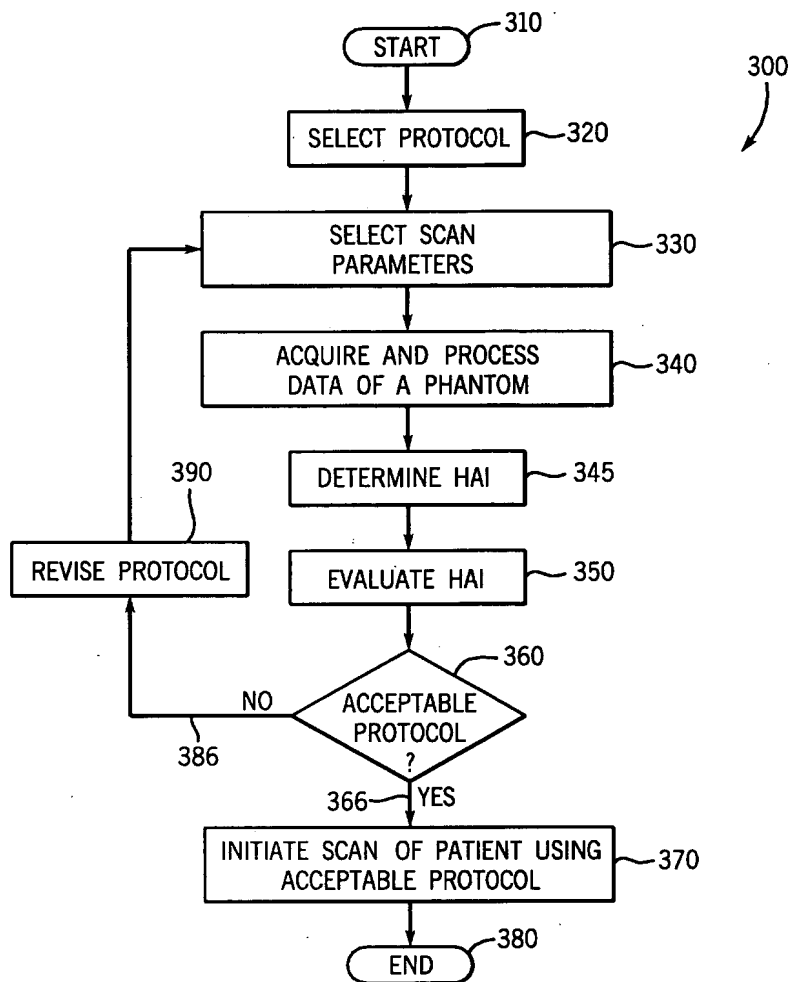 START
310
300
SELECT PROTOCOL
320
SELECT SCAN
PARAMETERS
330
ACQUIRE AND PROCESS
DATA OF A PHANTOM
340
DETERMINE HAI
345
390
REVISE PROTOCOL
EVALUATE HAI
350
360
NO
386
ACCEPTABLE
PROTOCOL
?
366
YES
INITIATE SCAN OF PATIENT USING
ACCEPTABLE PROTOCOL
370
END
380